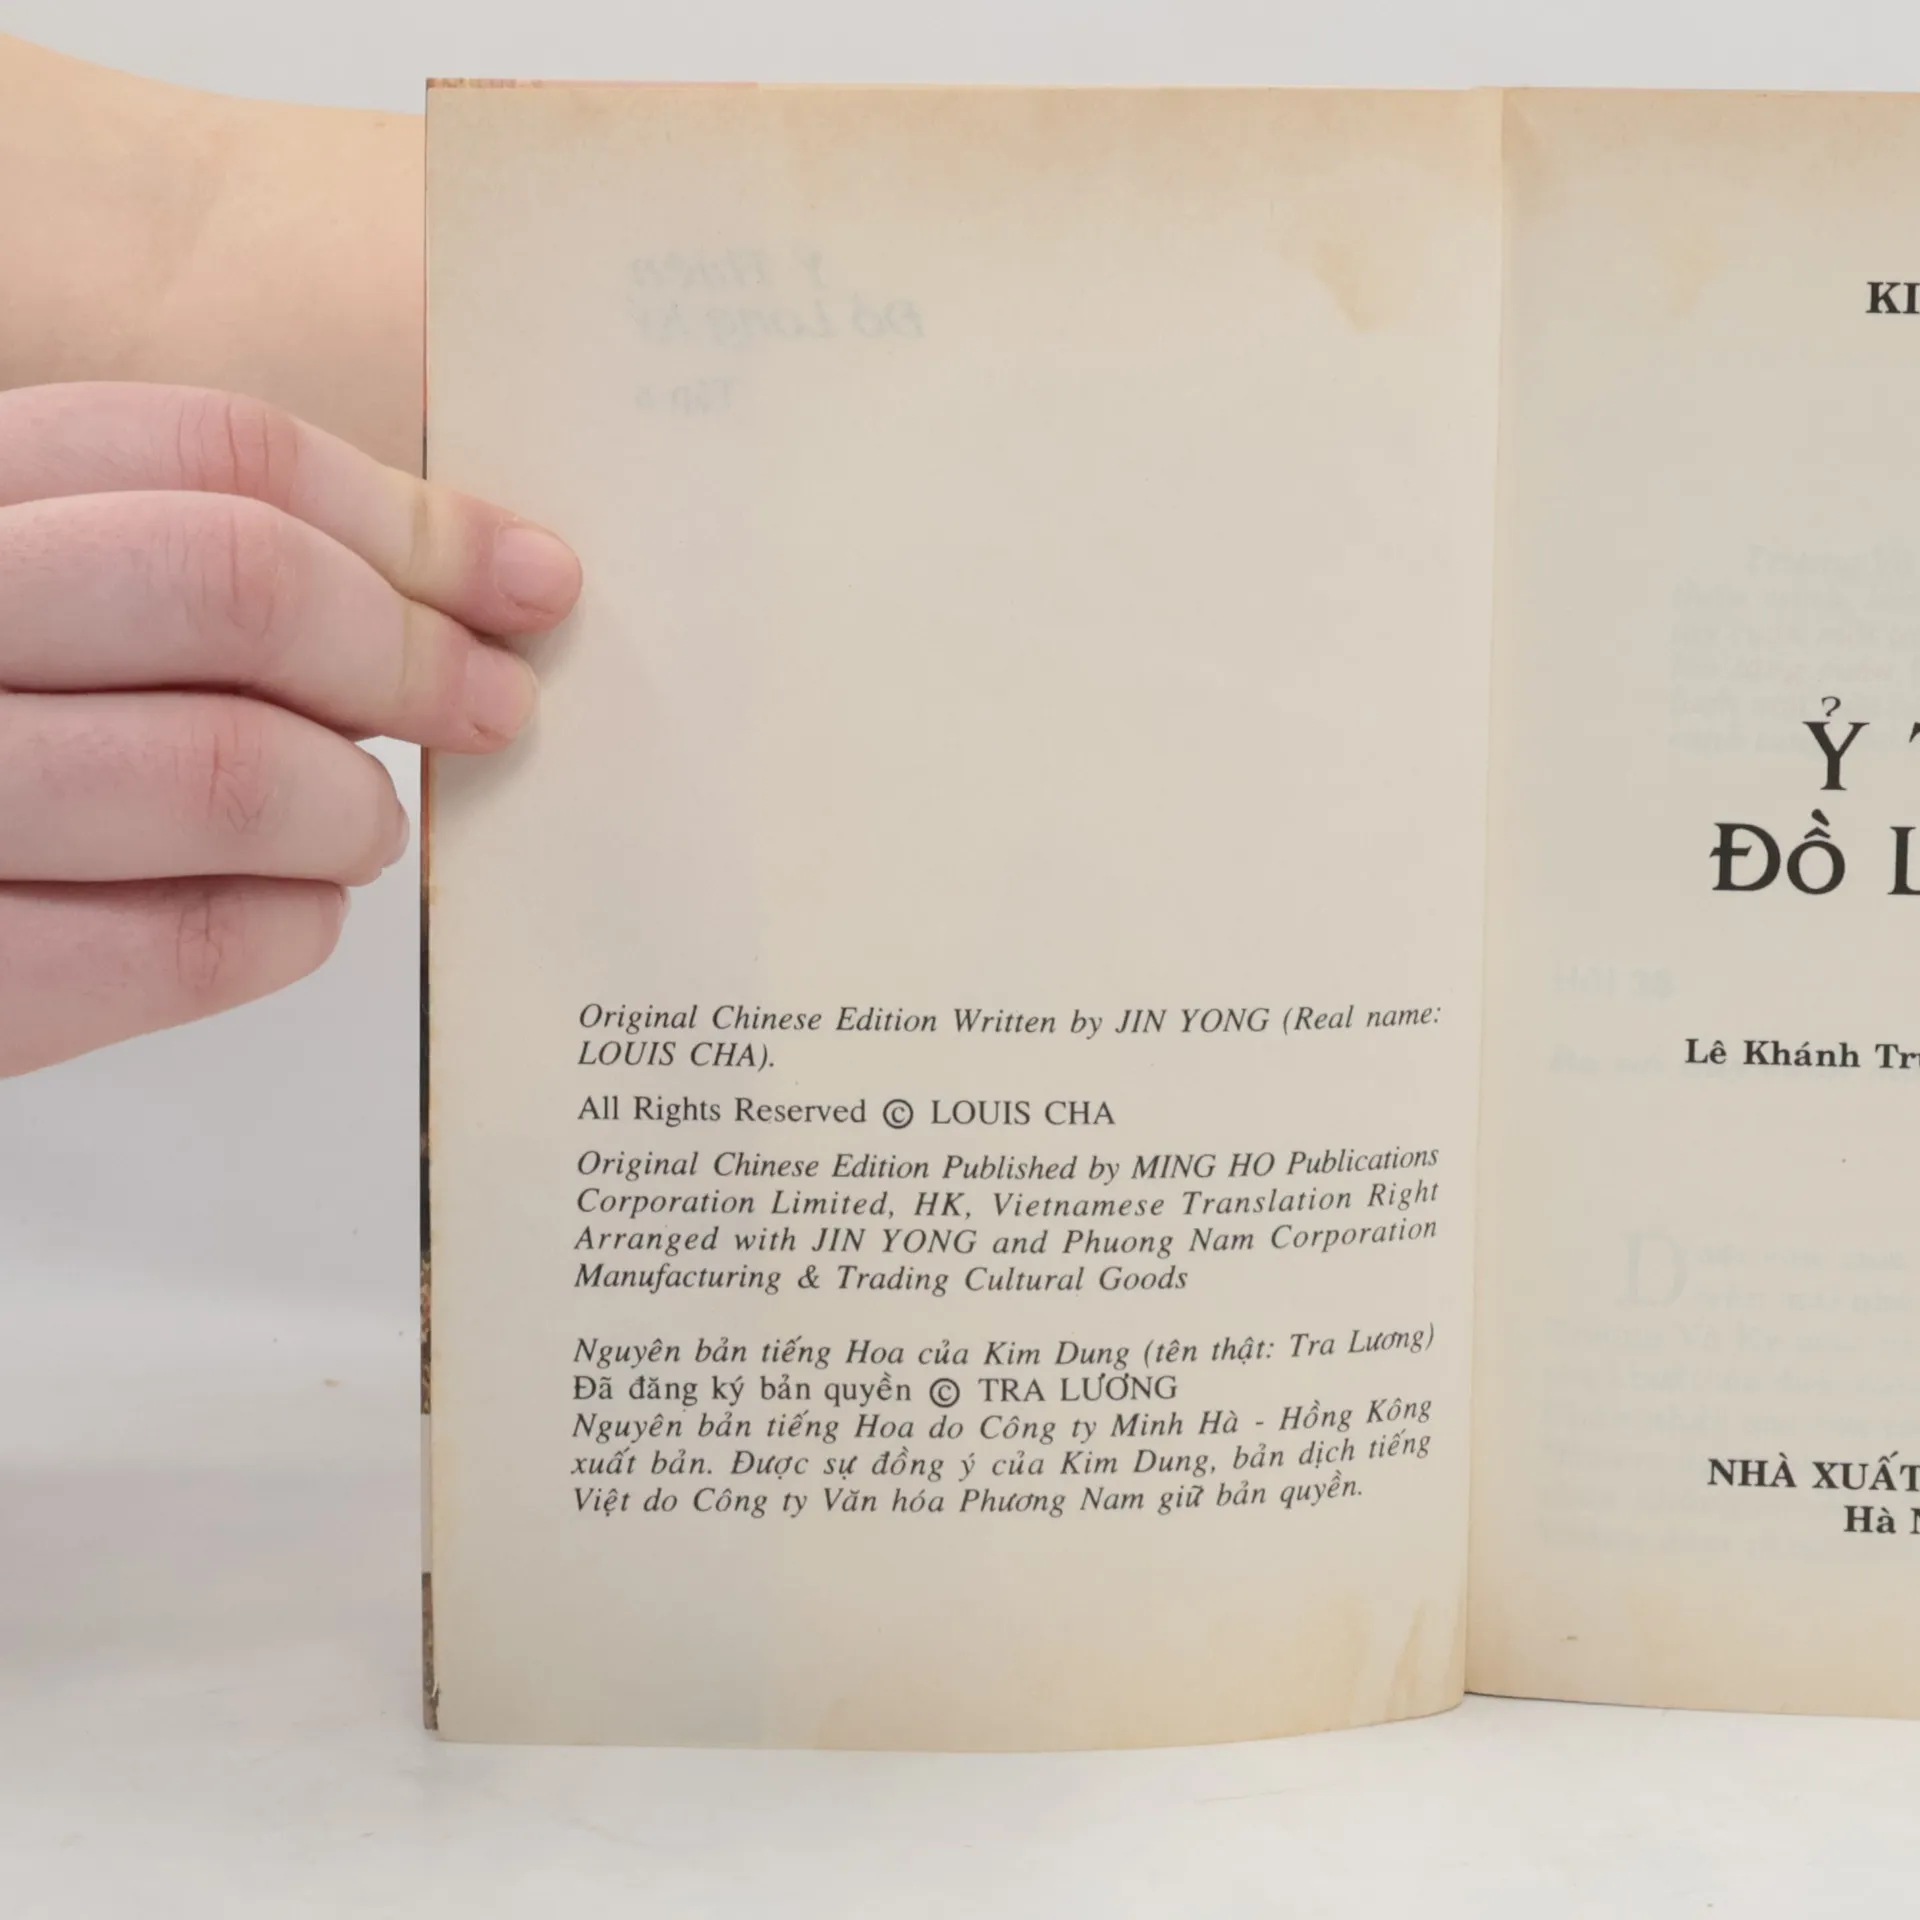 Original Chinese Edition Written by JIN YONG (Real name:
LOUIS CHA).
All Rights Reserved © LOUIS CHA
Original Chinese Edition Published by MING HO Publications
Corporation Limited, HK, Vietnamese Translation Right
Arranged with JIN YONG and Phuong Nam Corporation
Manufacturing & Trading Cultural Goods
Nguyên bản tiếng Hoa của Kim Dung (tên thật: Tra Lương)
Đã đăng ký bản quyền © TRA LƯƠNG
Nguyên bản tiếng Hoa do Công ty Minh Hà - Hồng Kông
xuất bản. Được sự đồng ý của Kim Dung, bản dịch tiếng
Việt do Công ty Văn hóa Phương Nam giữ bản quyền.
KI
Ỷ
ĐỒ L
Lê Khánh Tr
NHÀ XUẤT
Hà N